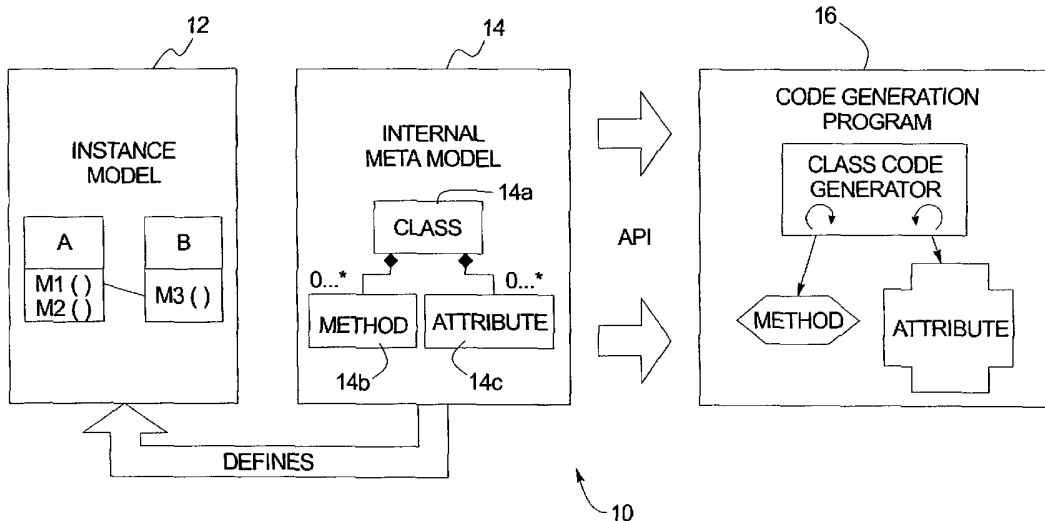 12
INSTANCE
MODEL
A
B
M1 ( )
M2 ( )
M3 ( )
14
INTERNAL
META MODEL
14a
CLASS
0...*
0...*
METHOD
ATTRIBUTE
14b
14c
DEFINES
API
16
CODE GENERATION
PROGRAM
CLASS CODE
GENERATOR
METHOD
ATTRIBUTE
10